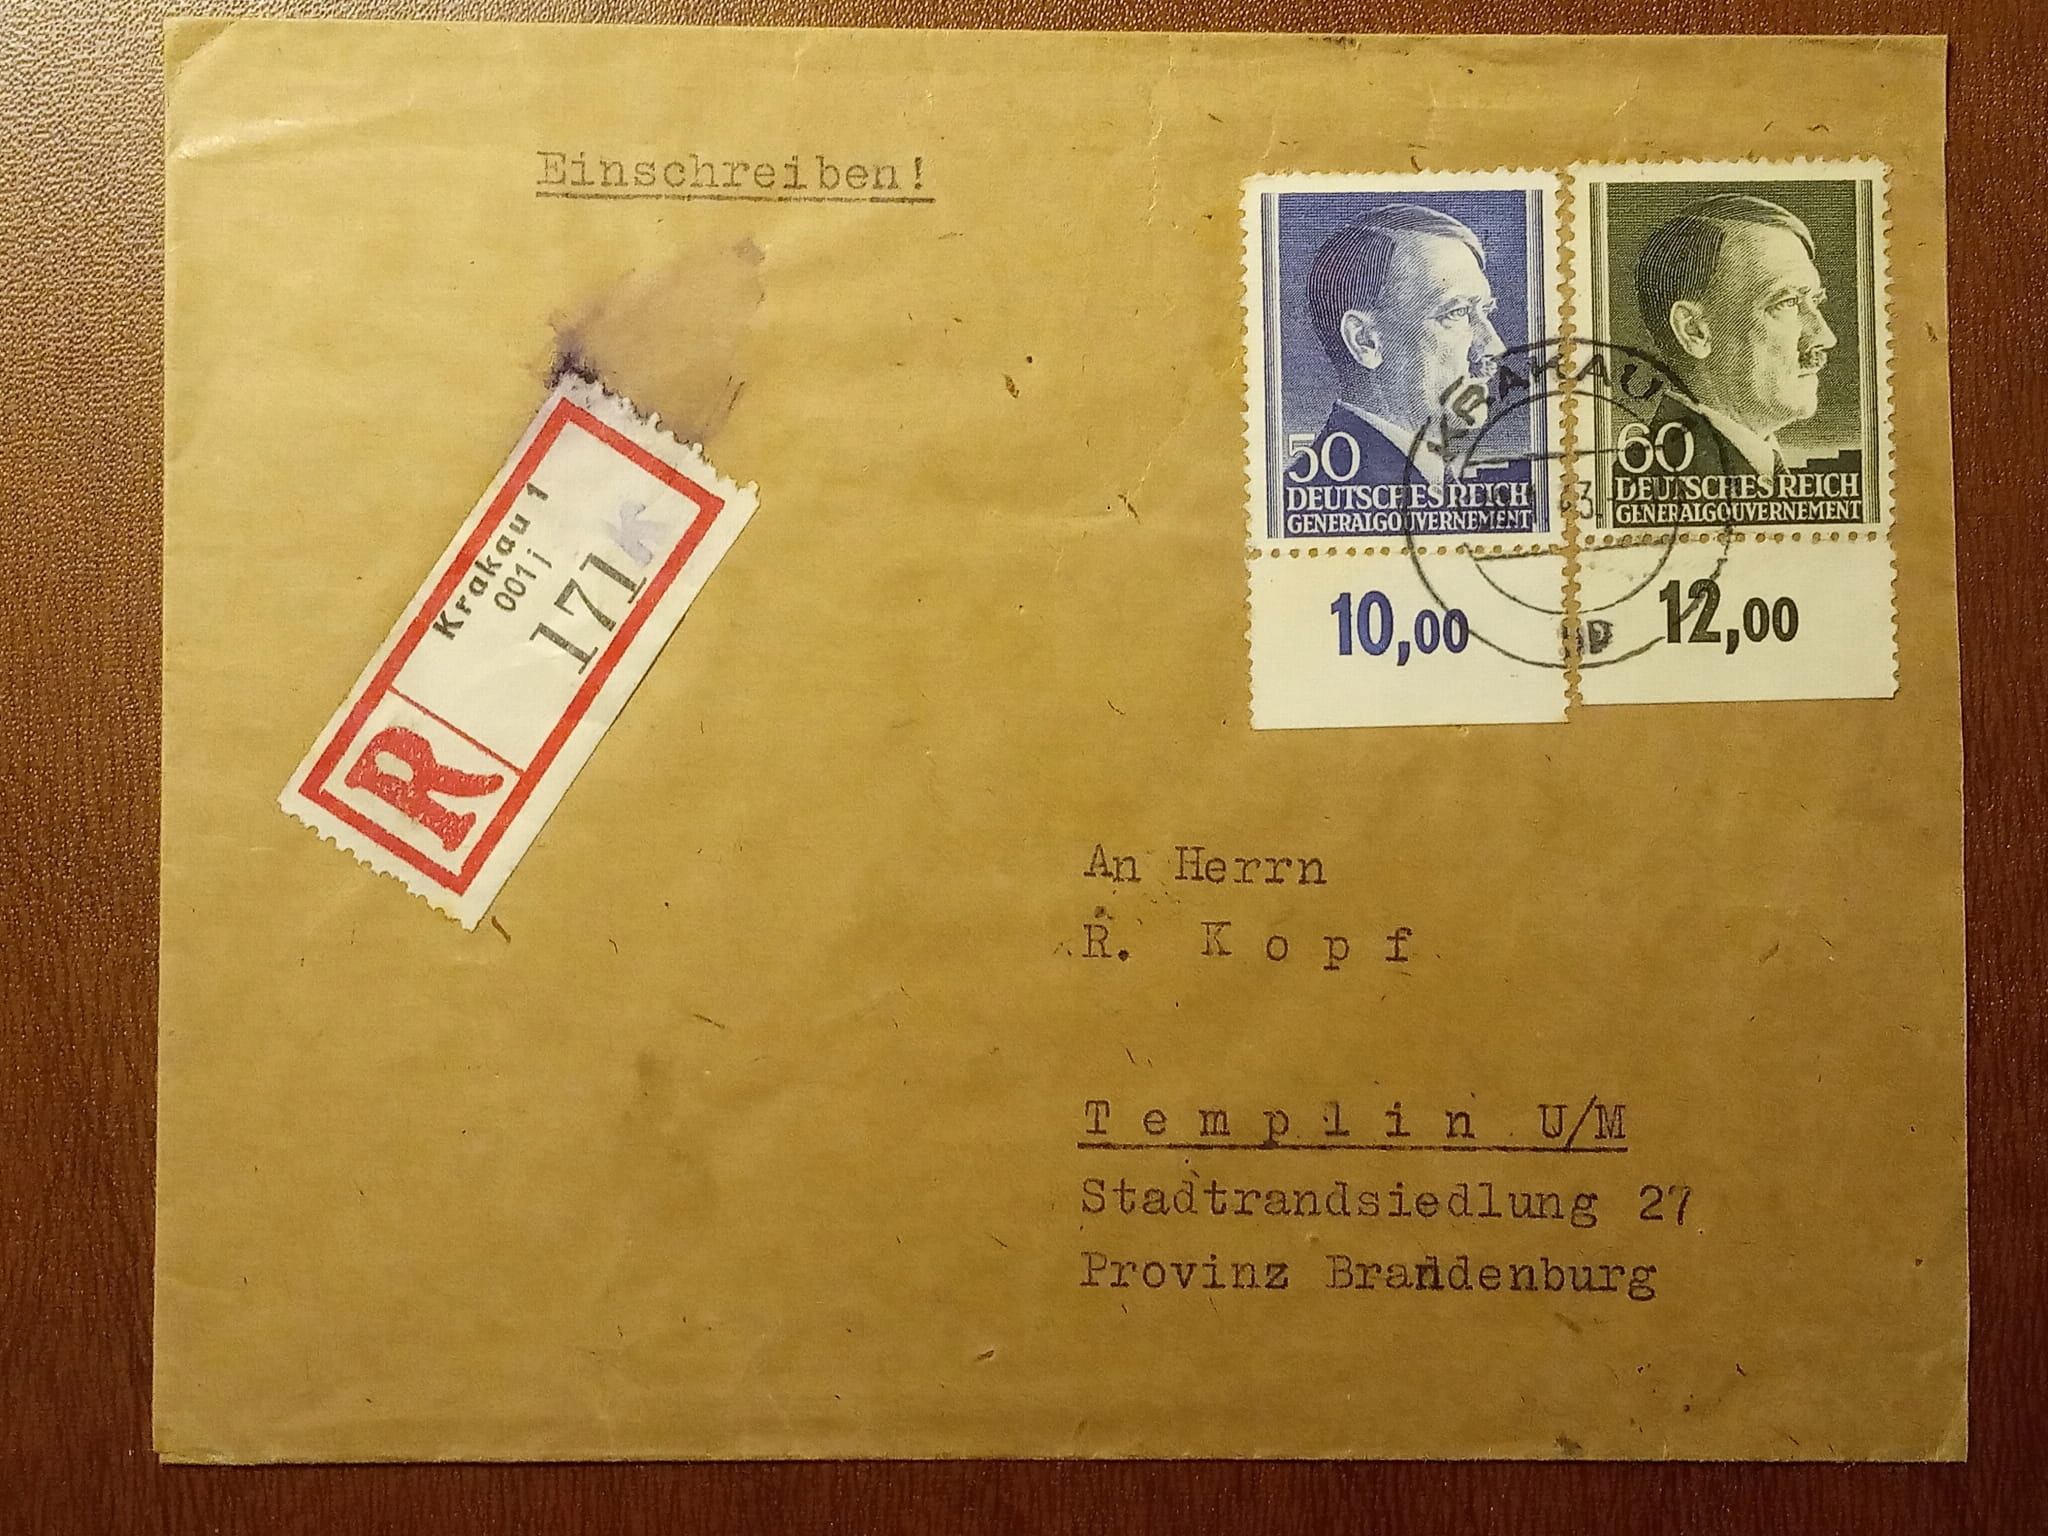 Einschreiben!
50
DEUTSCHES REICH
GENERALGOUVERNEMENT
60
DEUTSCHES REICH
GENERALGOUVERNEMENT
KRAKAU
10,00
12,00
Krakau 1
001 j
171 K
R
An Herrn
R. Kopf
Templin U/M
Stadtrandsiedlung 27
Provinz Brandenburg